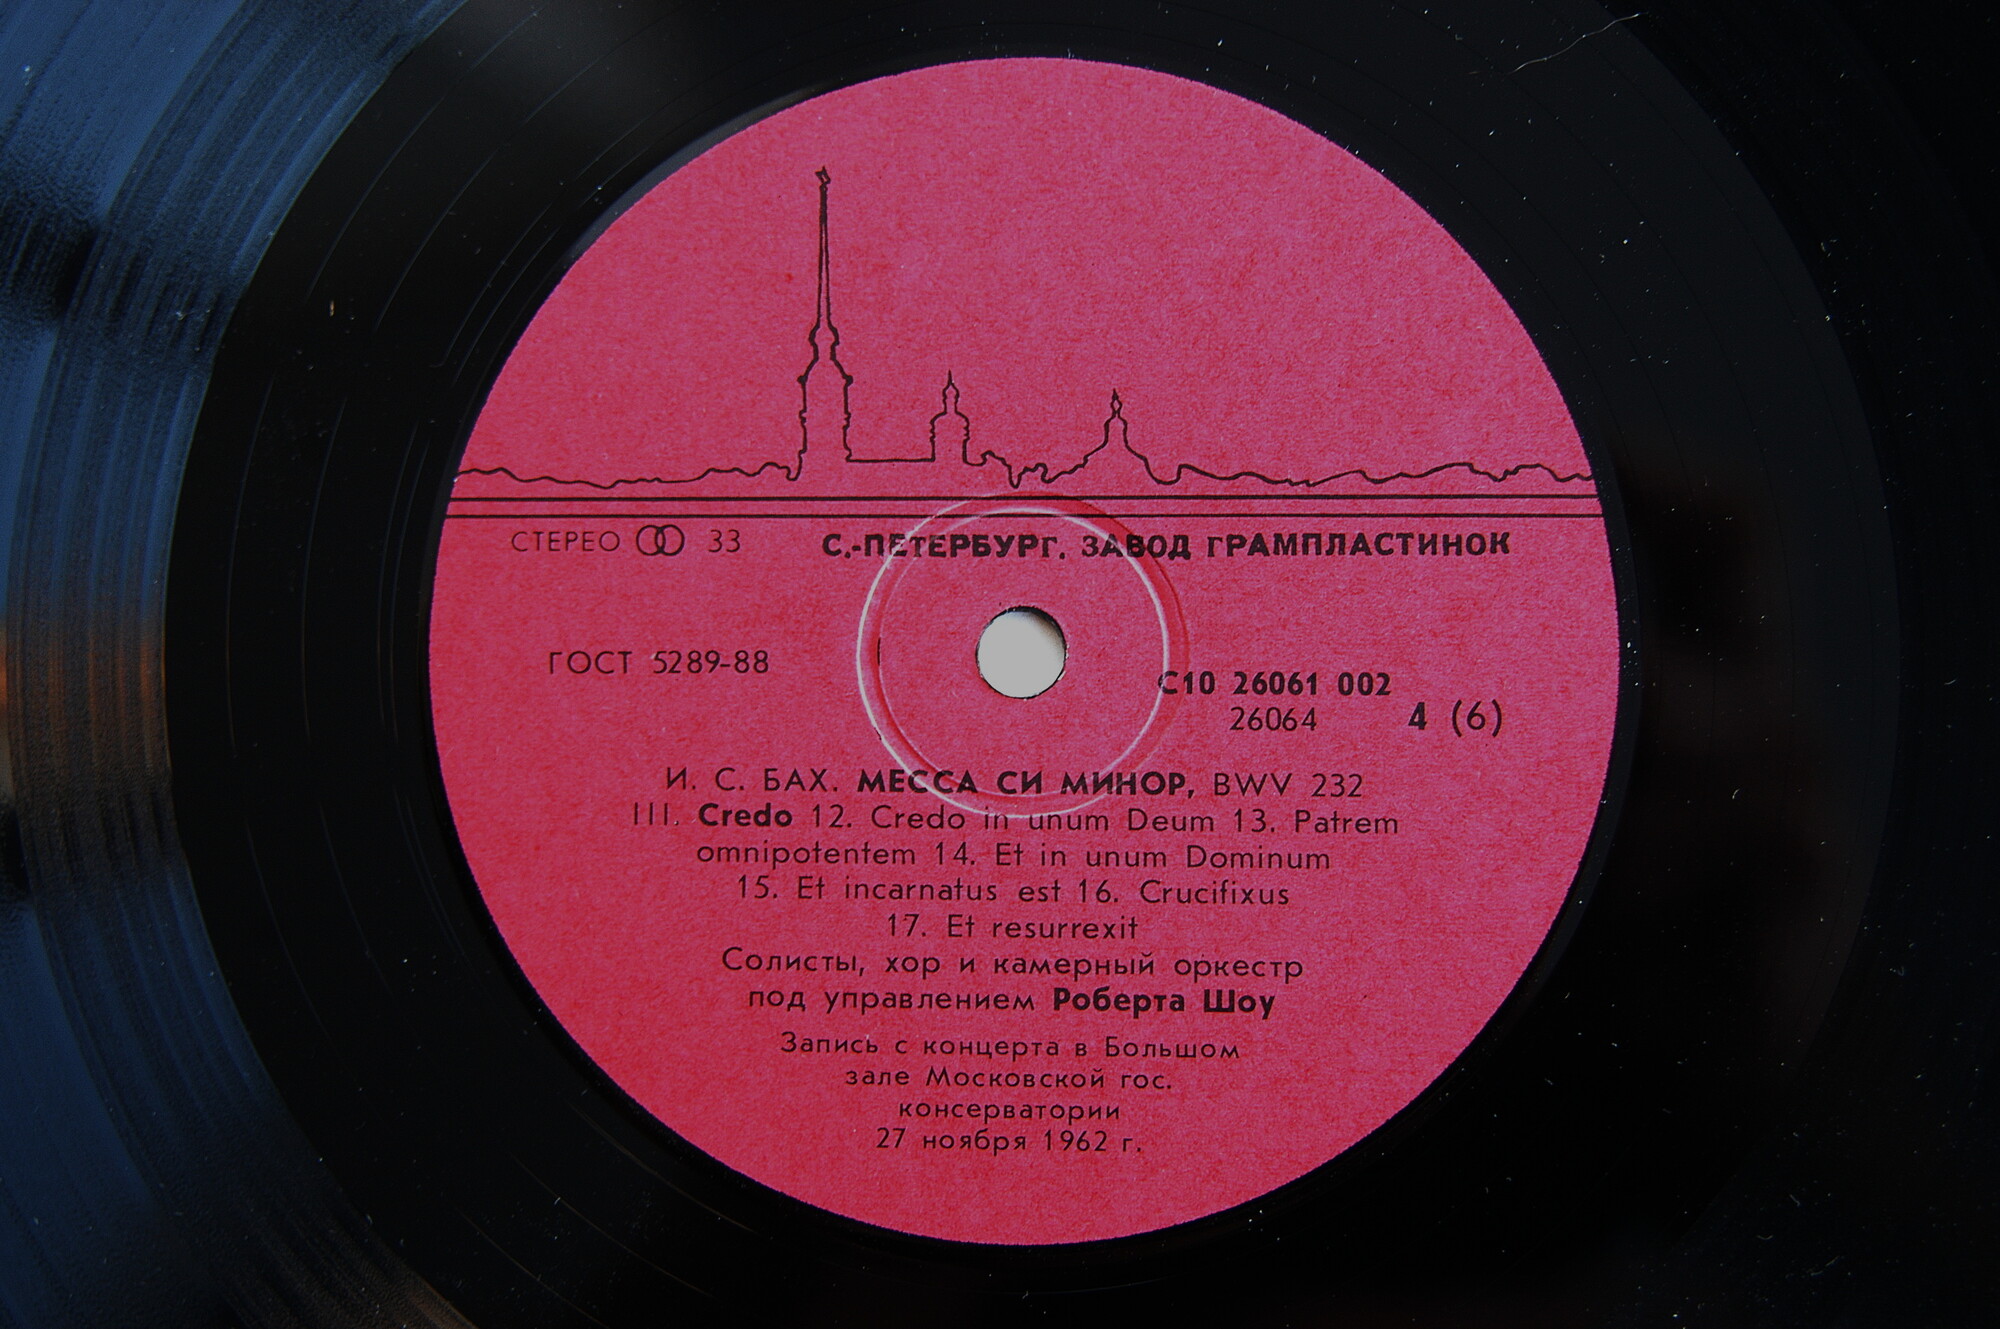 СТЕРЕО 33 С.-ПЕТЕРБУРГ. ЗАВОД ГРАМПЛАСТИНОК
ГОСТ 5289-88
С10 26061 002
26064 4 (6)
И. С. БАХ. МЕССА СИ МИНОР, BWV 232
III. Credo 12. Credo in unum Deum 13. Patrem
omnipotentem 14. Et in unum Dominum
15. Et incarnatus est 16. Crucifixus
17. Et resurrexit
Солисты, хор и камерный оркестр
под управлением Роберта Шоу
Запись с концерта в Большом
зале Московской гос.
консерватории
27 ноября 1962 г.